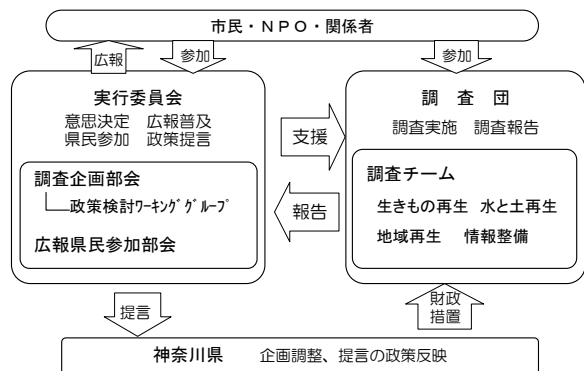 市民・NPO・関係者
広報
参加
参加
実行委員会
意思決定 広報普及
県民参加 政策提言
調査企画部会
政策検討ﾜｰｷﾝｸﾞｸﾞﾙｰﾌﾟ
広報県民参加部会
支援
報告
調 査 団
調査実施 調査報告
調査チーム
生きもの再生 水と土再生
地域再生 情報整備
提言
財政
措置
神奈川県 企画調整、提言の政策反映